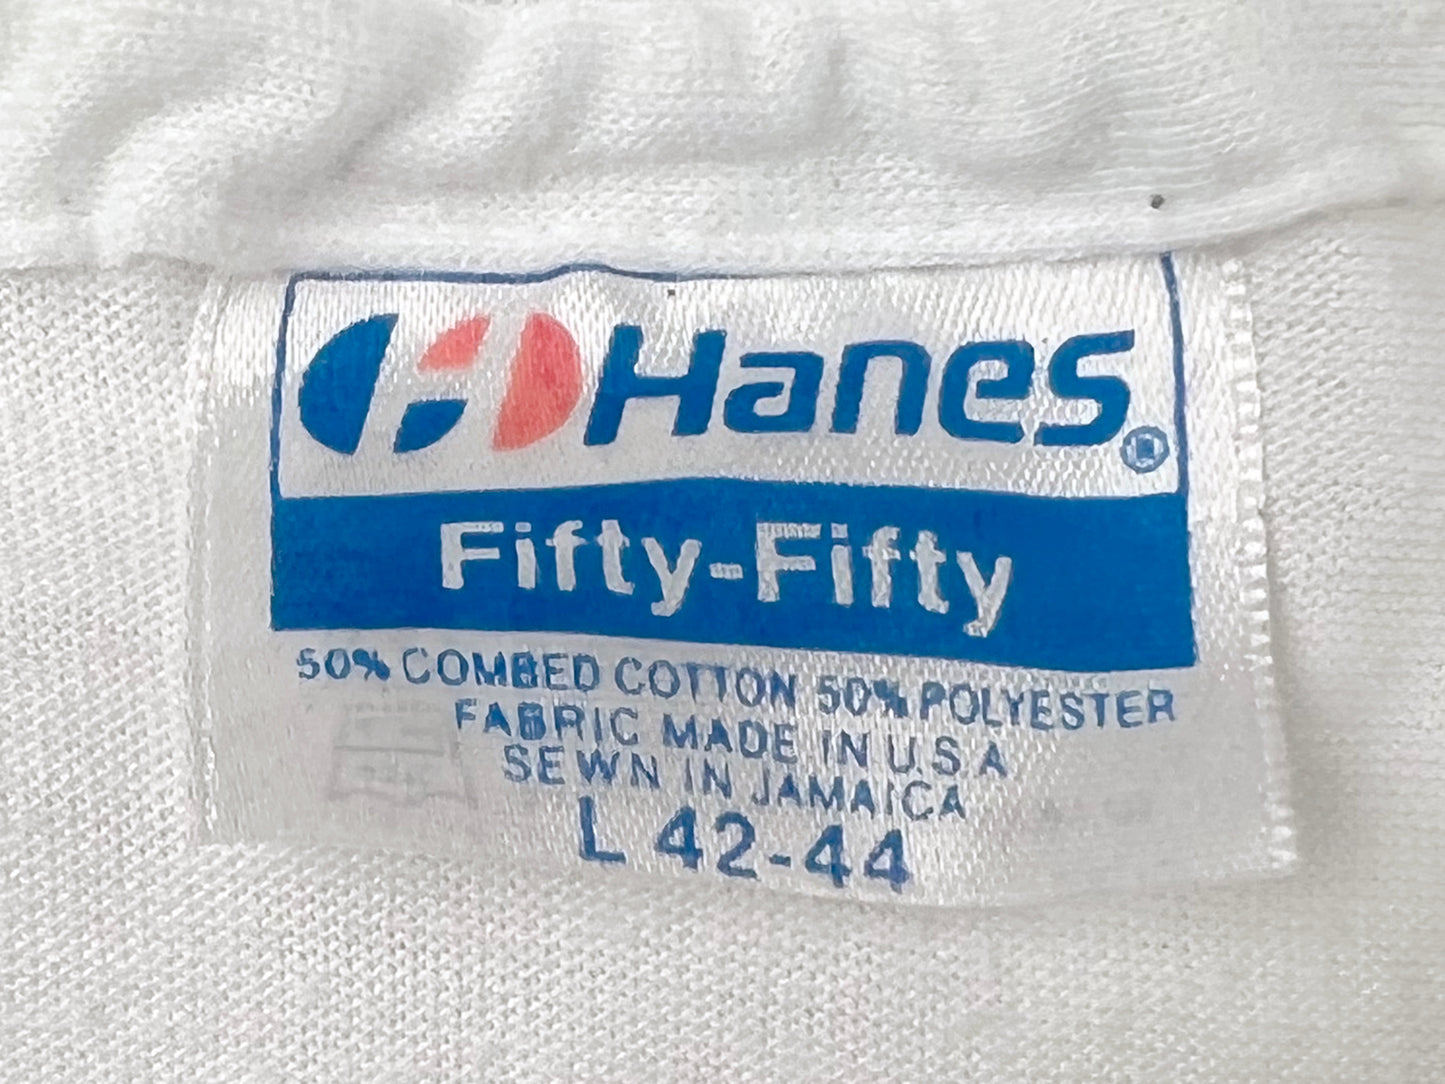 Hanes®
Fifty-Fifty
50% COMBED COTTON 50% POLYESTER
FABRIC MADE IN U.S A
SEWN IN JAMAICA
L 42-44